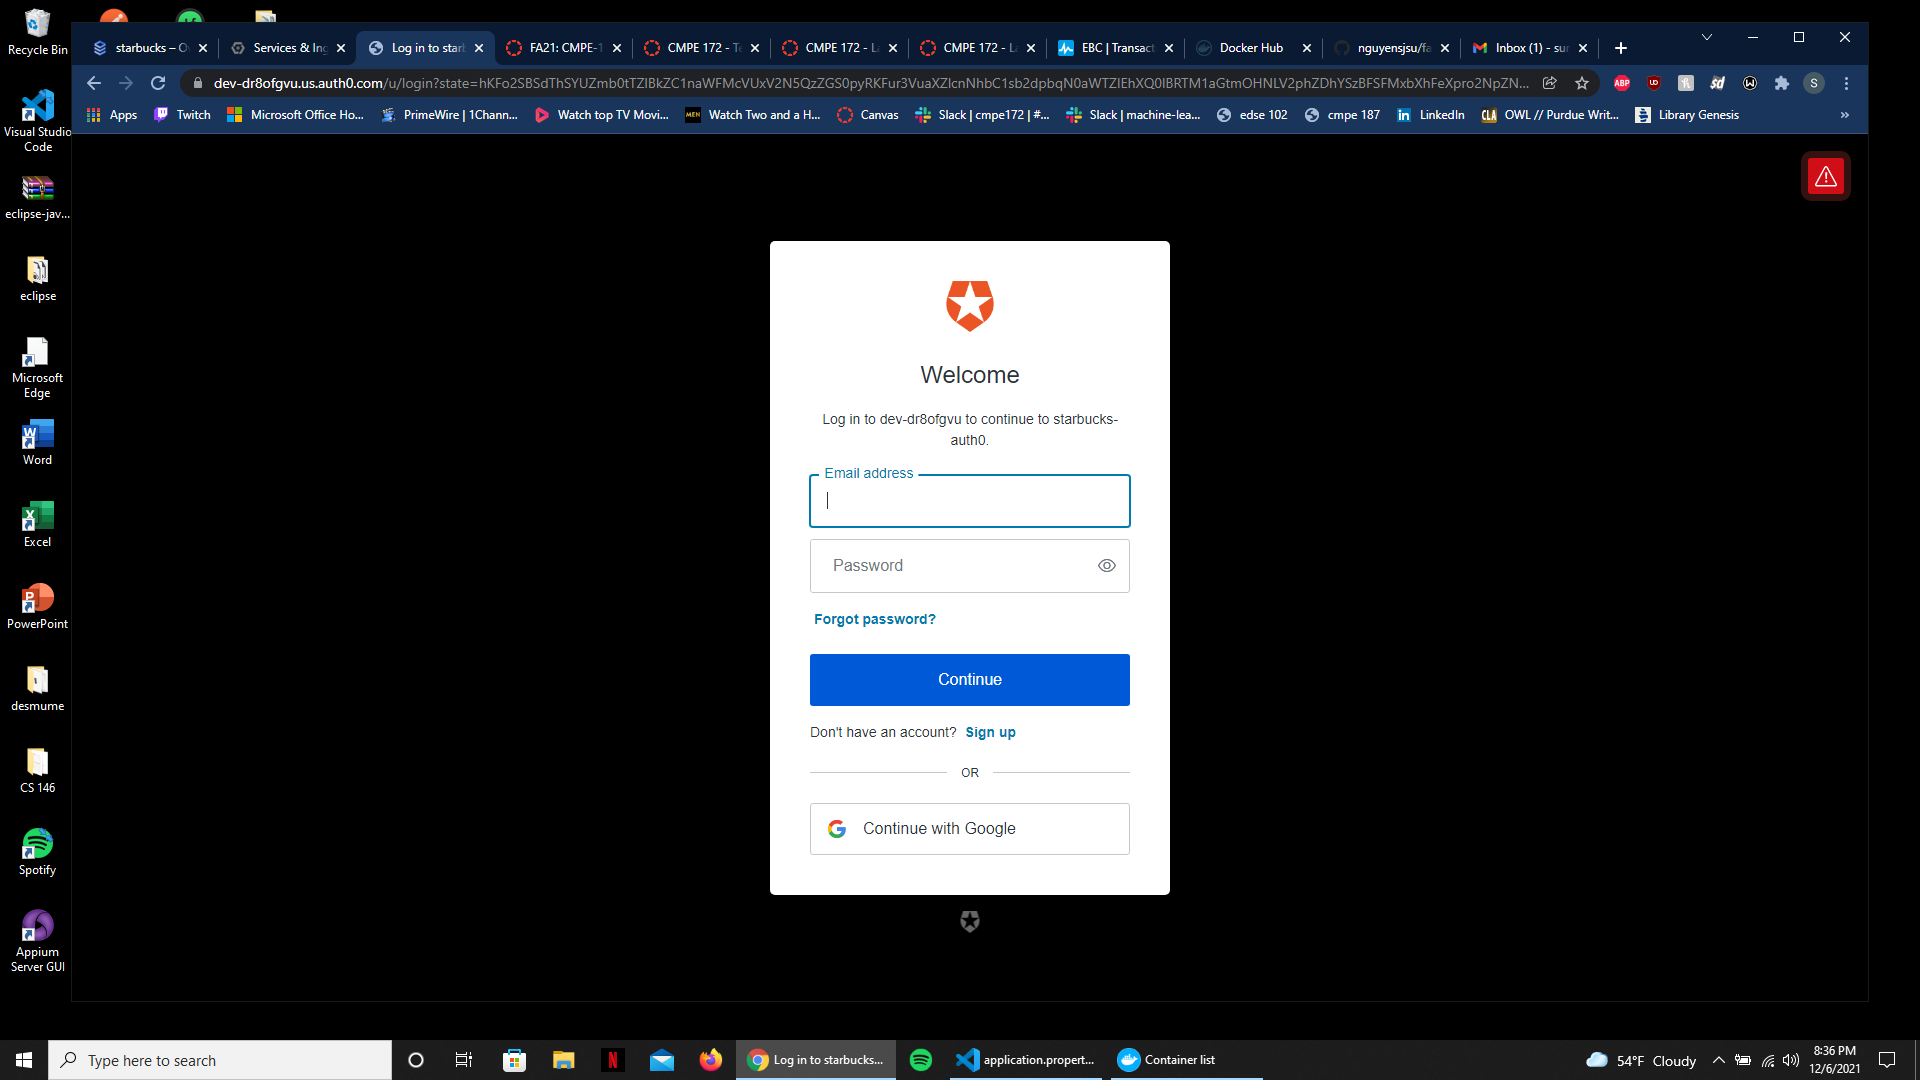 Recycle Bin
Visual Studio
Code
eclipse-jav...
eclipse
Microsoft
Edge
Word
Excel
PowerPoint
desmume
CS 146
Spotify
Appium
Server GUI
starbucks – O
Services & Ing
Log in to starb
FA21: CMPE-1
CMPE 172 - Te
CMPE 172 - La
CMPE 172 - La
EBC | Transact
Docker Hub
nguyensjsu/fa
Inbox (1) - sur
dev-dr8ofgvu.us.auth0.com/u/login?state=
S
Apps
Twitch
Microsoft Office Ho...
PrimeWire | 1Chann...
Watch top TV Movi...
MEN Watch Two and a H...
Canvas
Slack | cmpe172 | #...
Slack | machine-lea...
edse 102
cmpe 187
LinkedIn
OWL // Purdue Writ...
Library Genesis
»
Welcome
Log in to dev-dr8ofgvu to continue to starbucks-
auth0.
Email address
Password
Forgot password?
Continue
Don't have an account? Sign up
OR
Continue with Google
Type here to search
Log in to starbucks...
application.propert...
Container list
54°F Cloudy
8:36 PM
12/6/2021